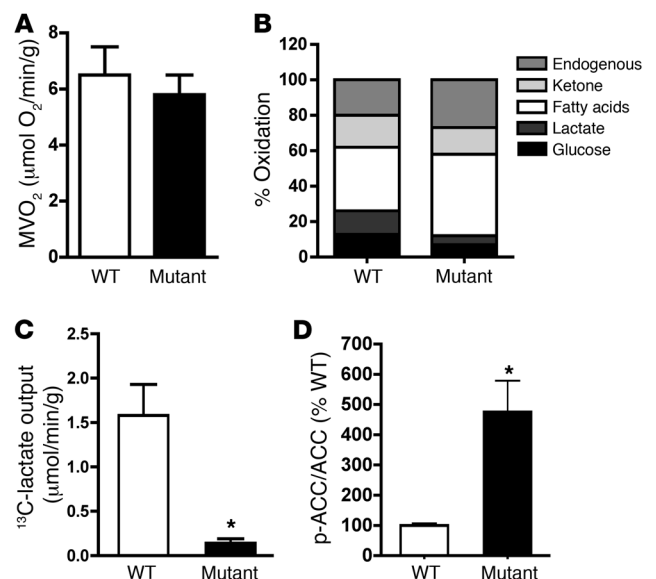 A
MVO2 (μmol O2/min/g)
8
6
4
2
0
WT Mutant
B
% Oxidation
120
100
80
60
40
20
0
WT Mutant
Endogenous
Ketone
Fatty acids
Lactate
Glucose
C
13C-lactate output
(μmol/min/g)
2.5
2.0
1.5
1.0
0.5
0.0
*
WT Mutant
D
p-ACC/ACC (% WT)
700
600
500
400
300
200
100
0
*
WT Mutant